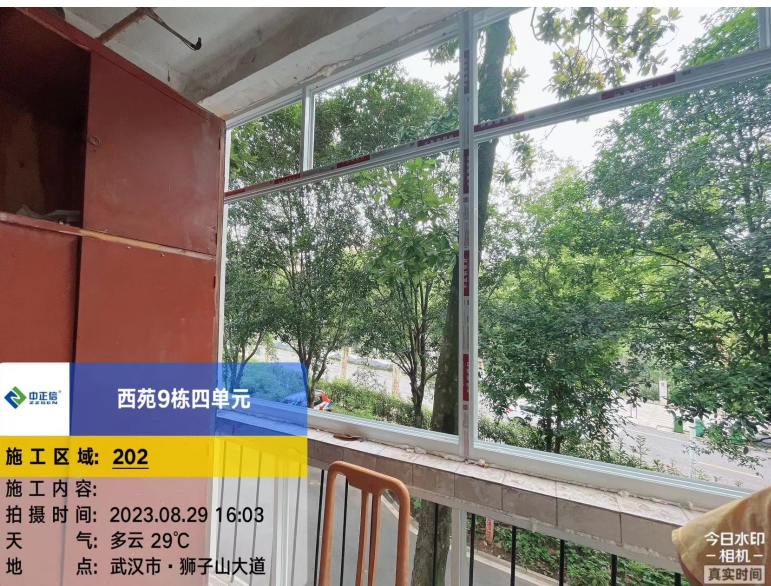 中正信
ZZSEN
西苑9栋四单元
施工区域: 202
施工内容:
拍摄时间: 2023.08.29 16:03
天气: 多云 29℃
地点: 武汉市·狮子山大道
今日水印
-相机-
真实时间